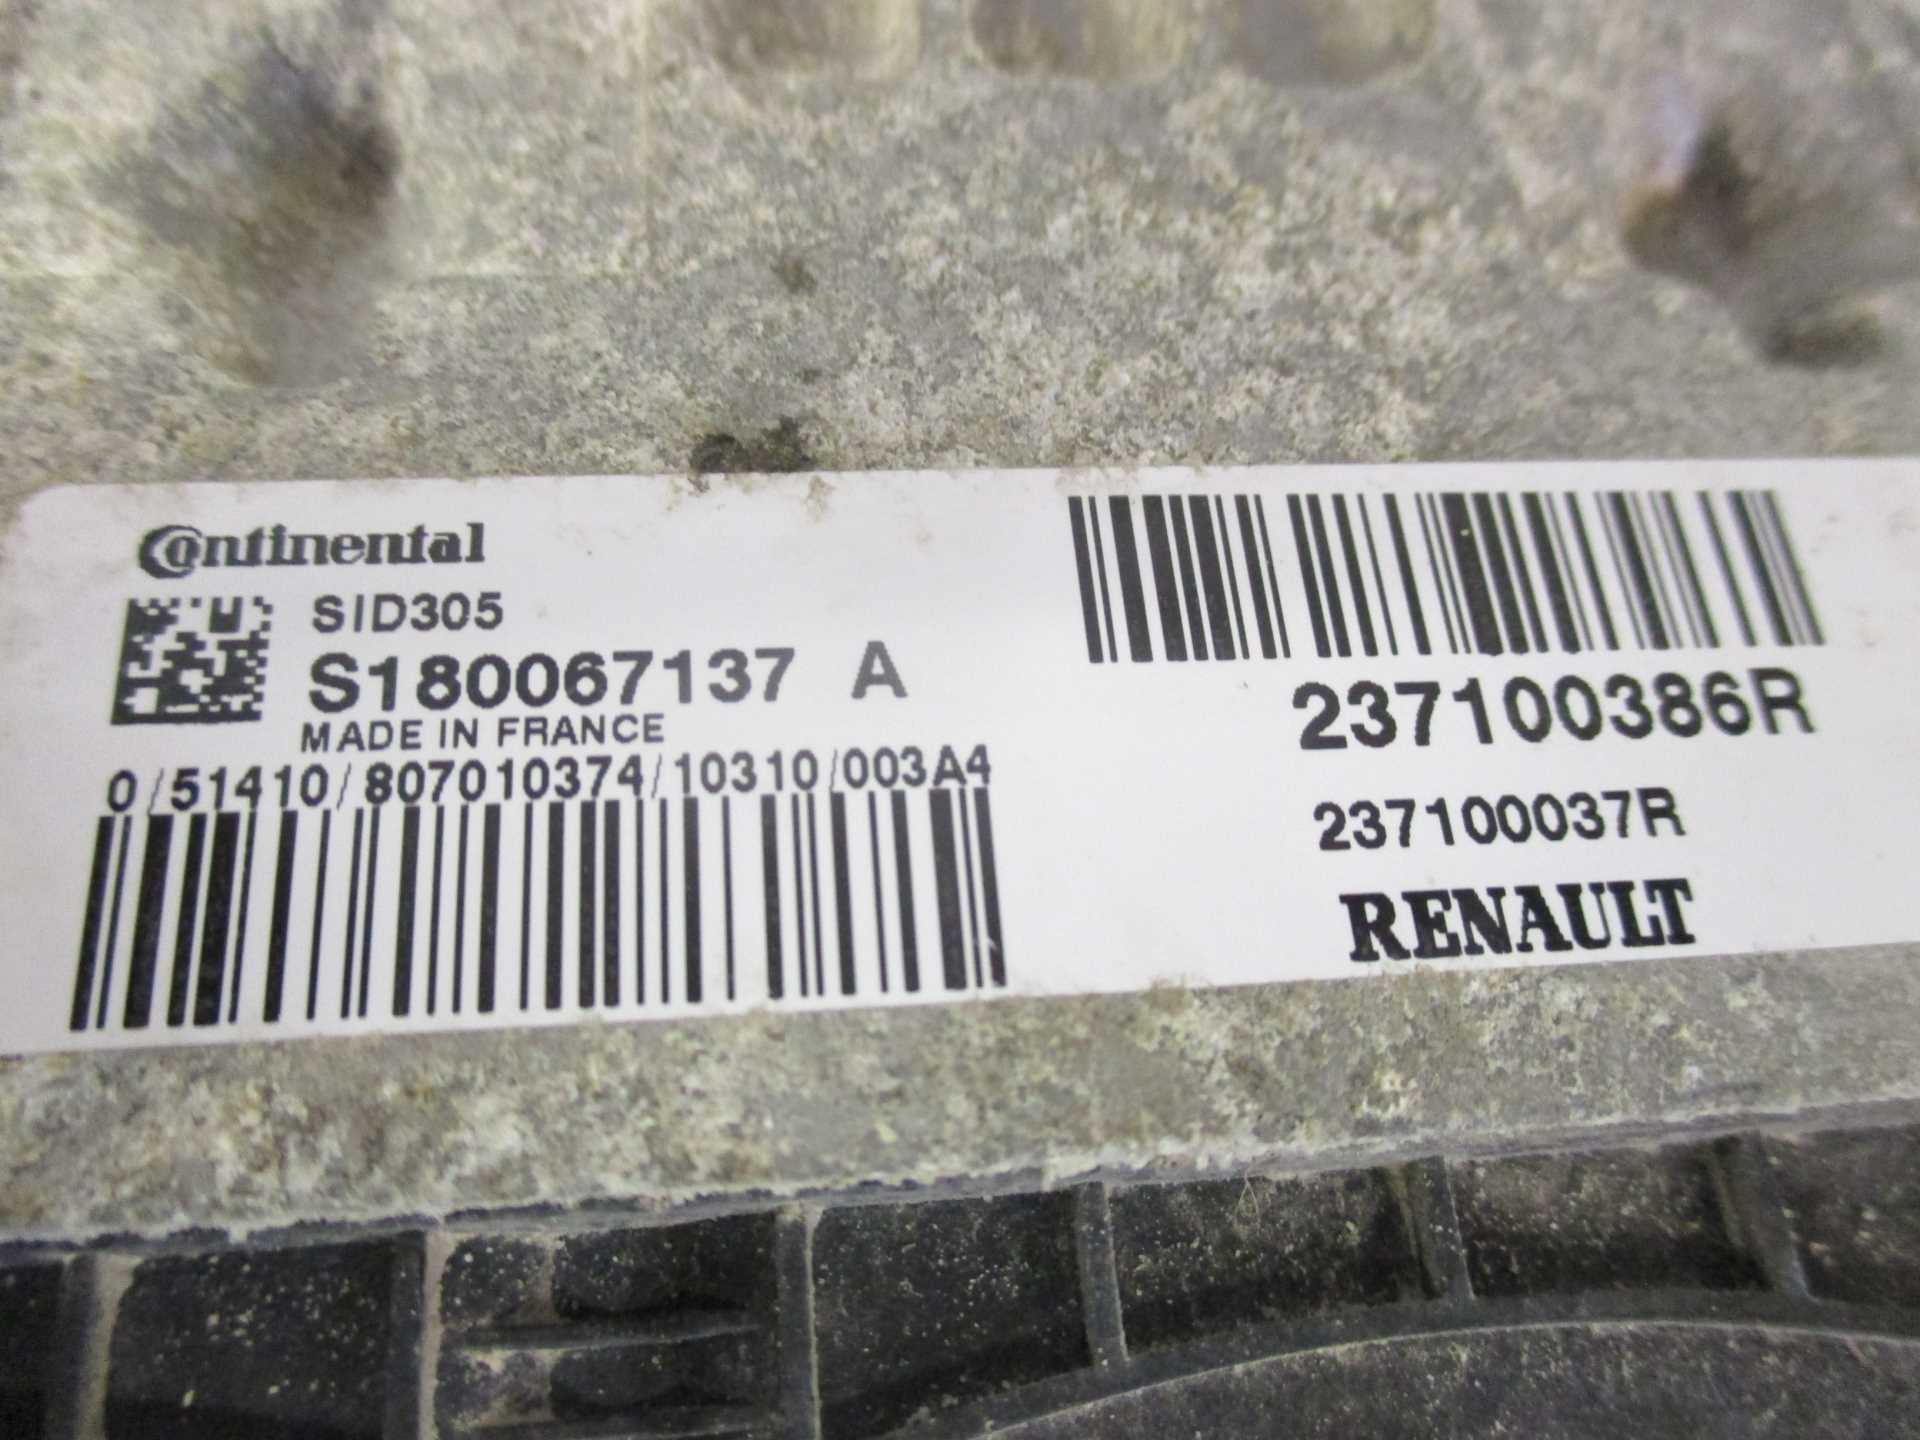 Continental
SID305
S180067137 A
MADE IN FRANCE
0/51410/807010374/10310/003A4
237100386R
237100037R
RENAULT